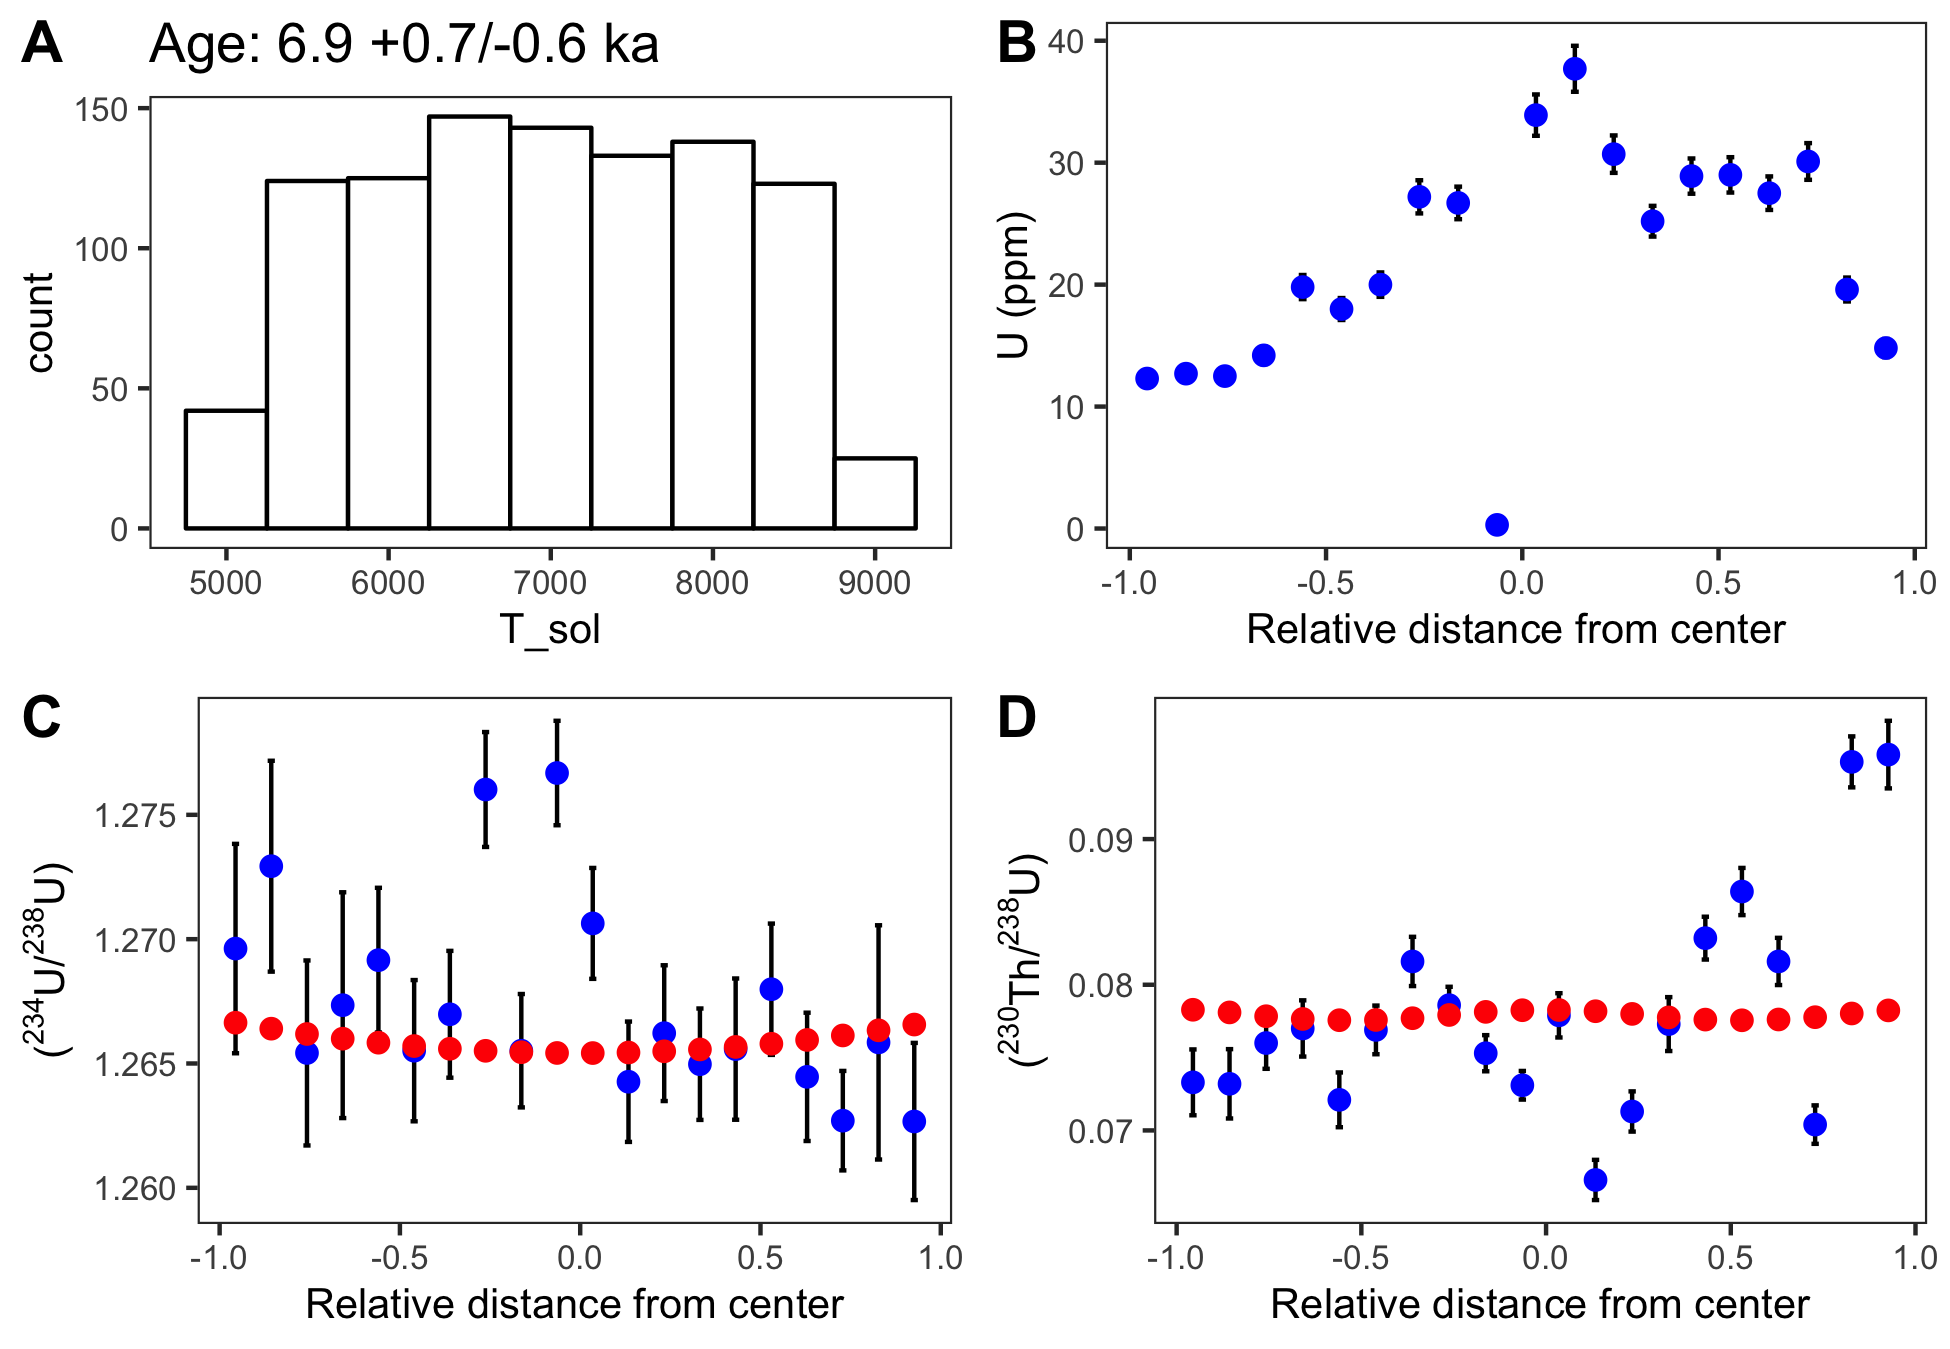 A Age: 6.9 +0.7/-0.6 ka
150
100
50
0
count
5000 6000 7000 8000 9000
T_sol
B
40
30
20
10
0
U (ppm)
-1.0 -0.5 0.0 0.5 1.0
Relative distance from center
C
1.275
1.270
1.265
1.260
(²³⁴U/²³⁸U)
-1.0 -0.5 0.0 0.5 1.0
Relative distance from center
D
0.09
0.08
0.07
(²³⁰Th/²³⁸U)
-1.0 -0.5 0.0 0.5 1.0
Relative distance from center